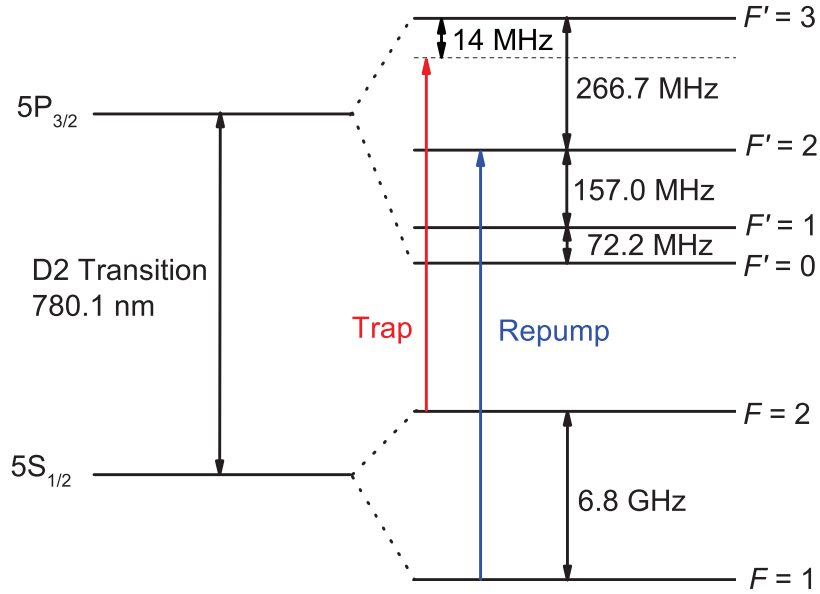 F' = 3
14 MHz
266.7 MHz
5P3/2
F' = 2
157.0 MHz
F' = 1
72.2 MHz
F' = 0
D2 Transition
780.1 nm
Trap
Repump
F = 2
5S1/2
6.8 GHz
F = 1